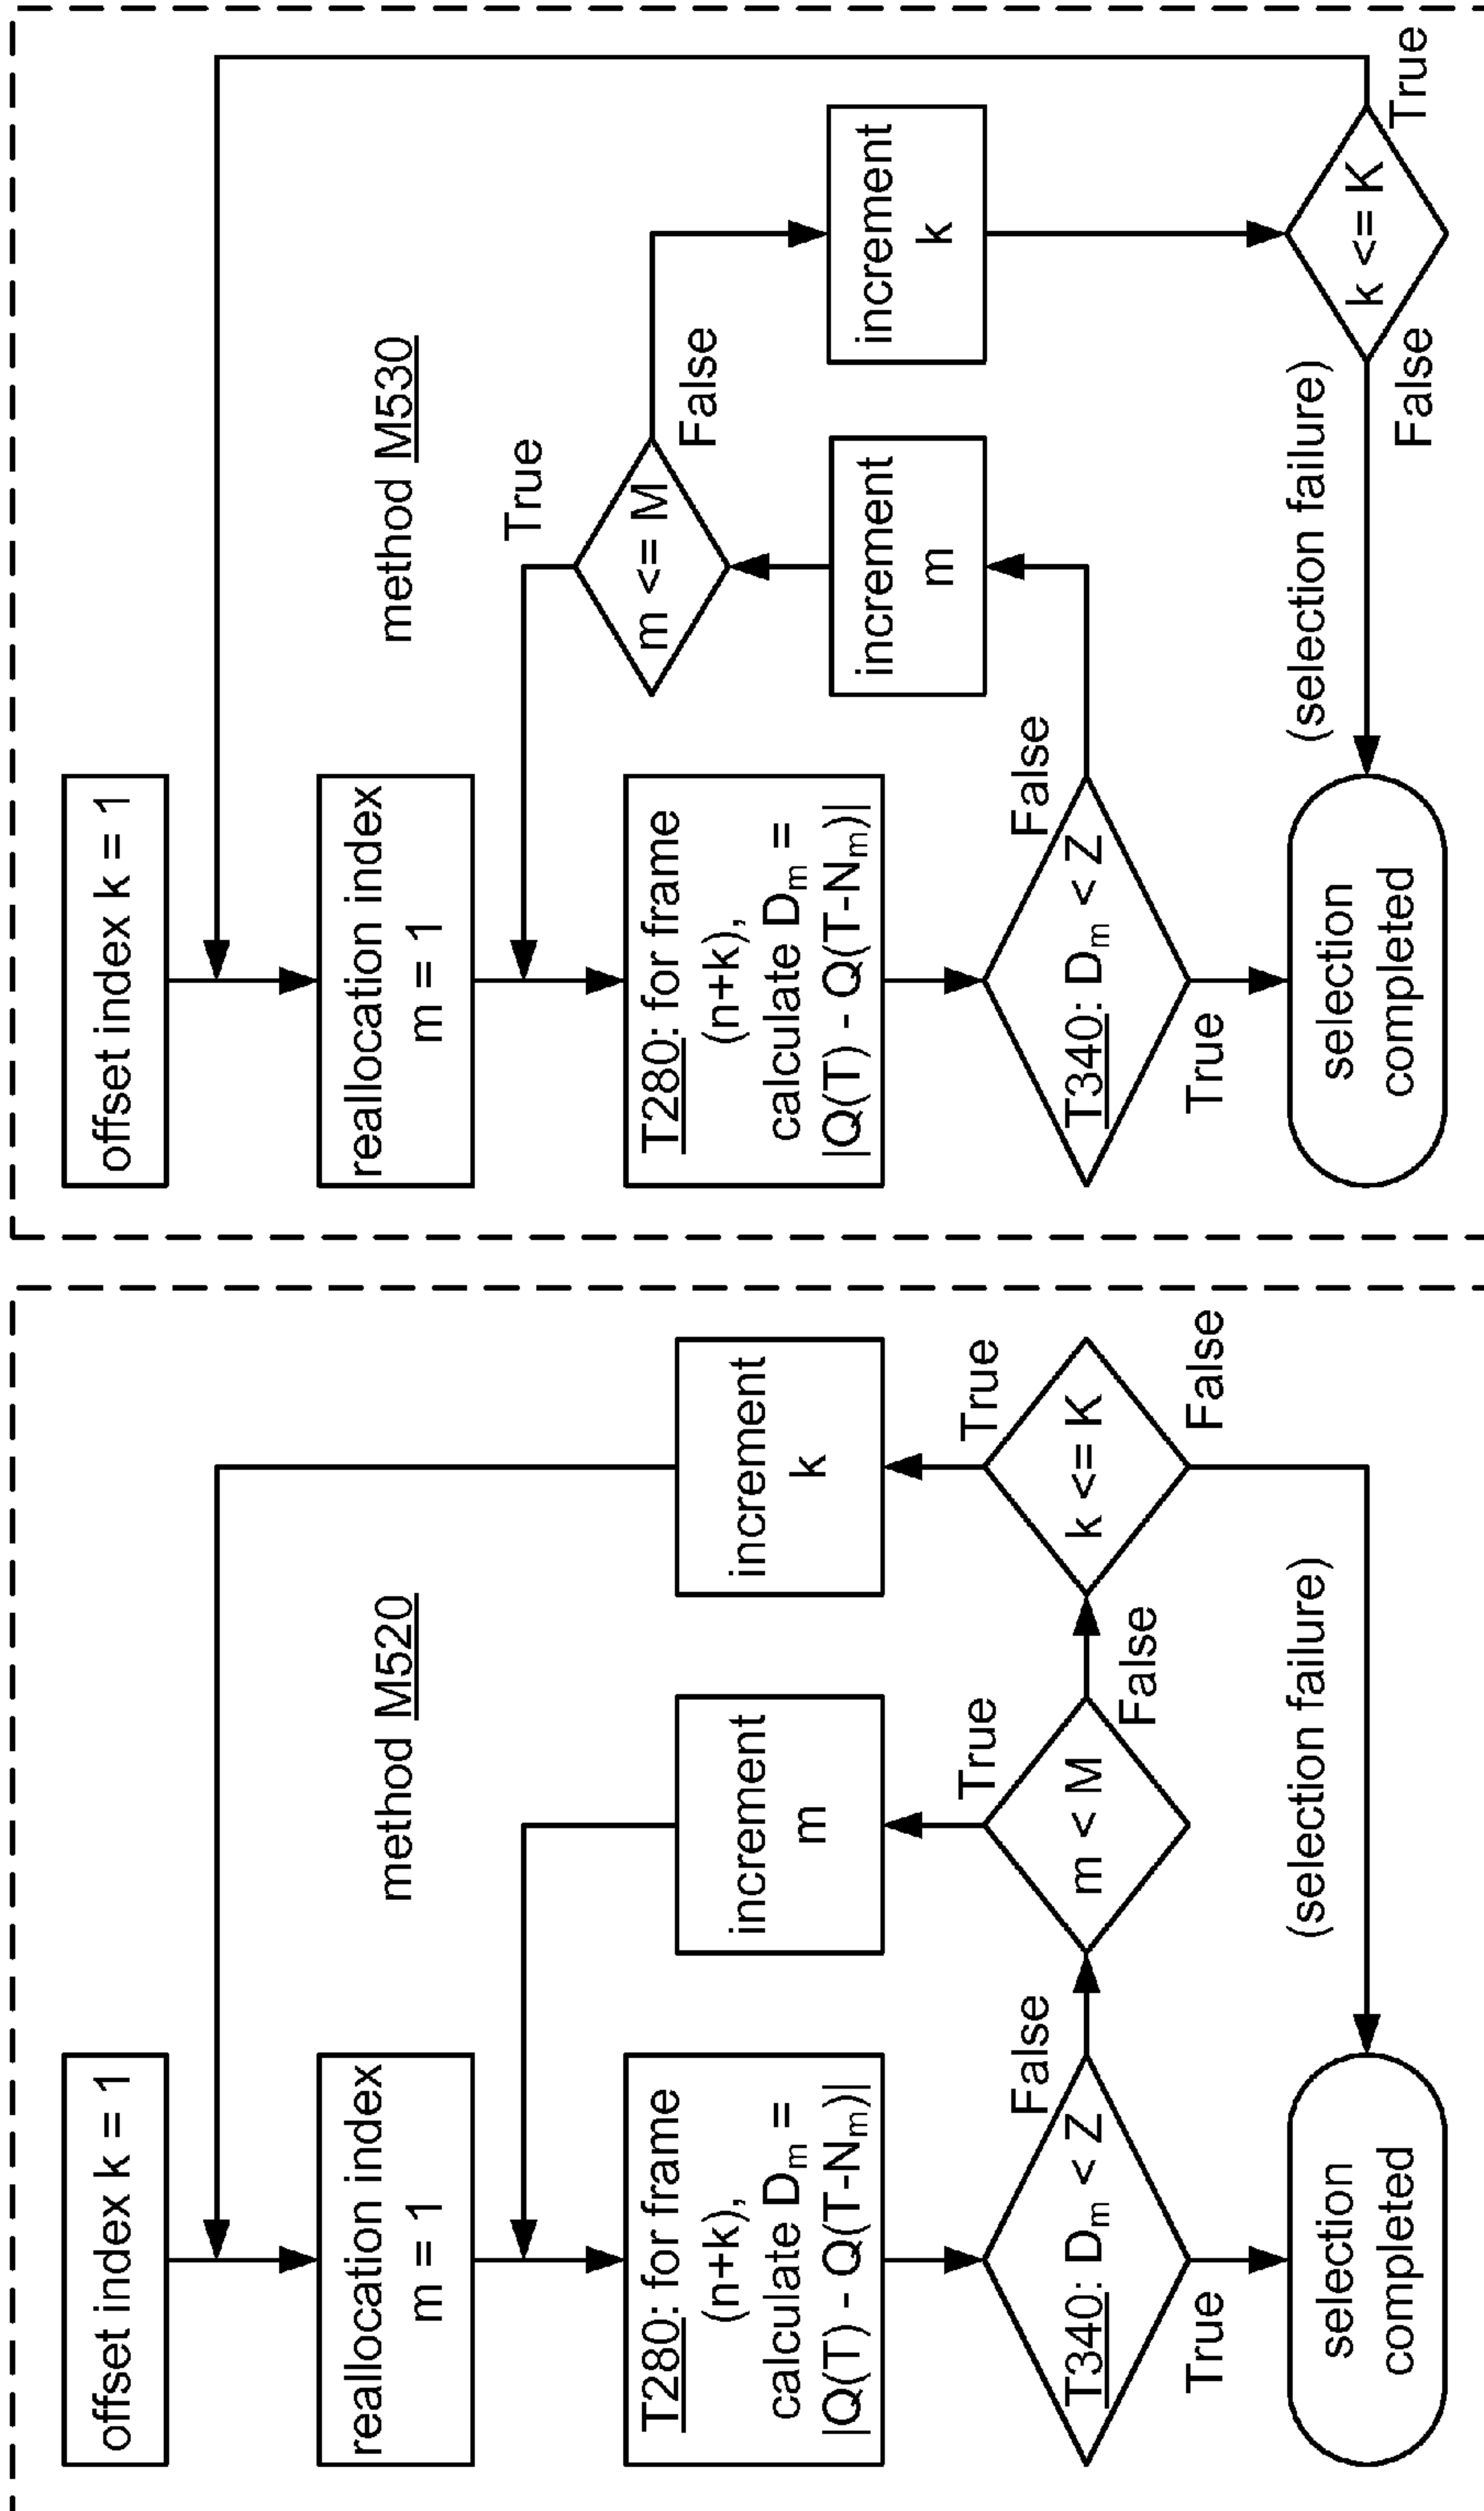 offset index k = 1
method M520
reallocation index
m = 1
T280: for frame
(n+k),
calculate Dm =
|Q(T) - Q(T-Nm)|
increment
m
increment
k
T340: Dm < Z
False
m < M
True
False
k <= K
True
False
True
(selection failure)
selection
completed
offset index k = 1
method M530
reallocation index
m = 1
True
m <= M
False
T280: for frame
(n+k),
calculate Dm =
|Q(T) - Q(T-Nm)|
increment
m
increment
k
T340: Dm < Z
False
True
(selection failure)
selection
completed
k <= K
True
False